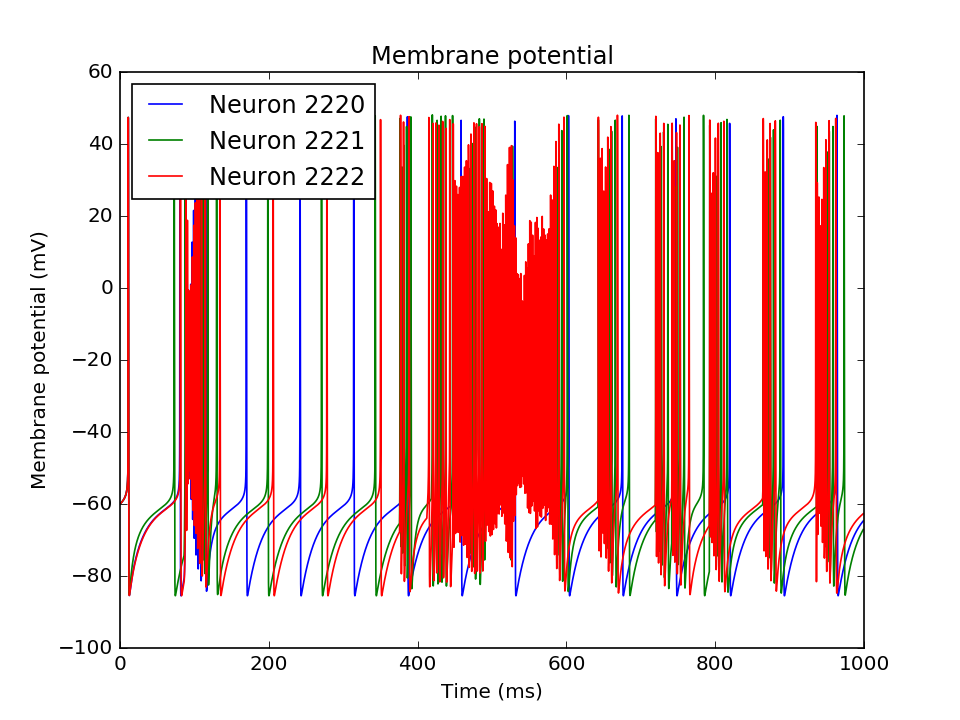 Membrane potential
Neuron 2220
Neuron 2221
Neuron 2222
60
40
20
0
−20
−40
−60
−80
−100
Membrane potential (mV)
0
200
400
600
800
1000
Time (ms)